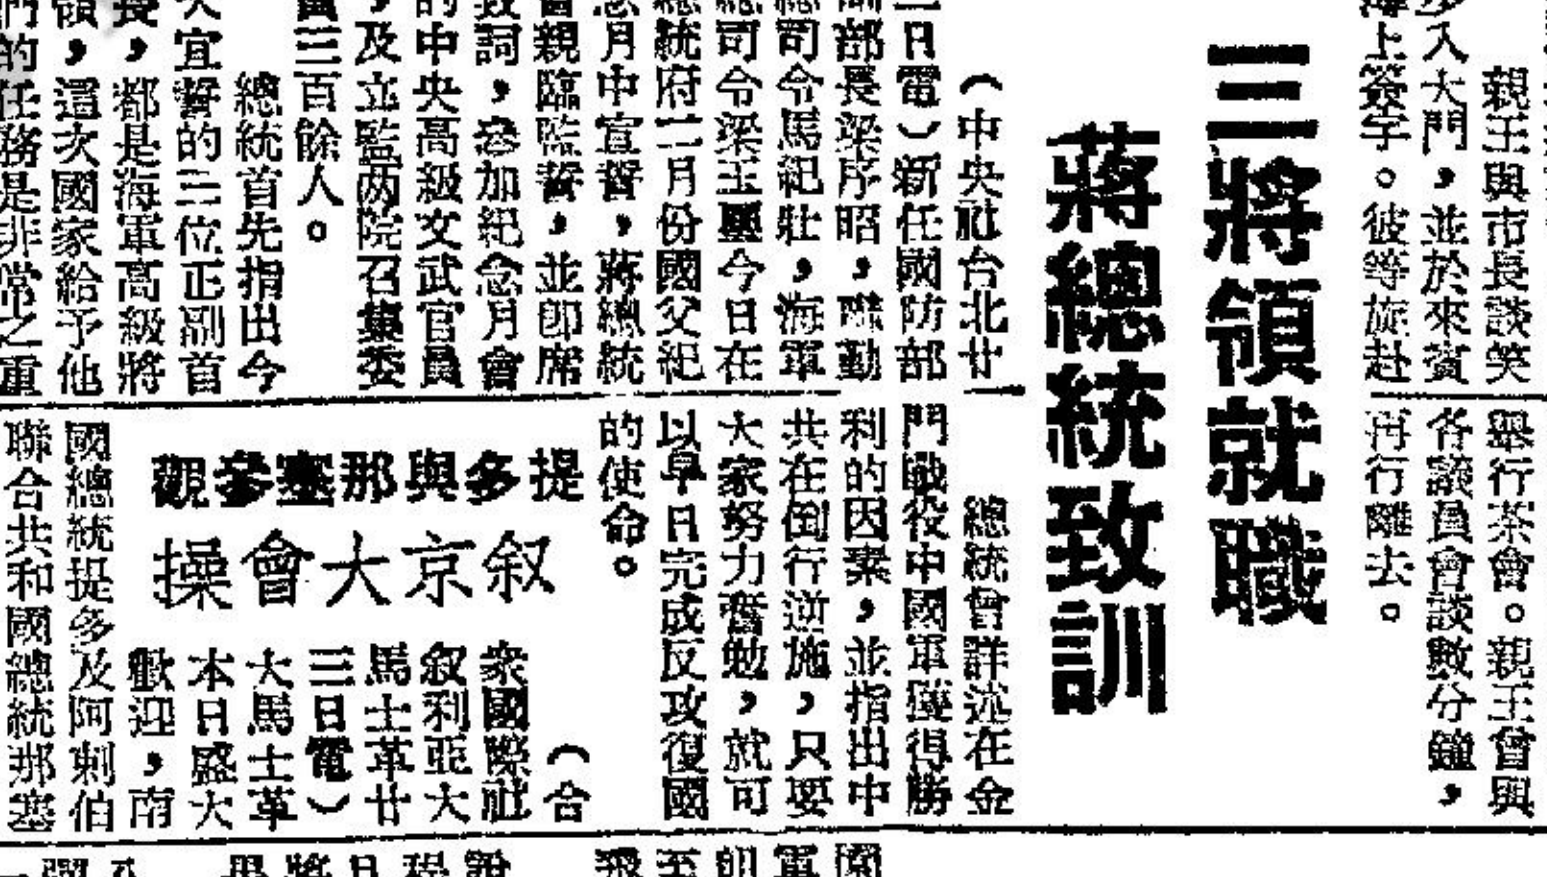 親王與市長談笑
步入大門，並於來賓
簿上簽字。彼等旋赴
舉行茶會。親王曾與
各議員會談數分鐘，
再行離去。
三將領就職
蔣總統致訓
（中央社台北廿
日電）新任國防部
部長梁序昭，聯勤
總司令馬紀壯，海軍
總司令梁玉璽今日在
總統府二月份國父紀
念月中宣誓，蔣總統
曾親臨監誓，並卽席
致詞，參加紀念月會
的中央高級文武官員
，及立監两院召集委
員三百餘人。
總統首先指出今
天宣誓的三位正副首
長，都是海軍高級將
領，這次國家給予他
們的任務是非常之重
總統曾詳述在金
門戰役中國軍獲得勝
利的因素，並指出中
共在倒行逆施，只要
大家努力奮勉，就可
以早日完成反攻復國
的使命。
提多與那塞參觀
叙京大會操
（合
衆國際社
叙利亞大
馬士革廿
三日電）
大馬士革
本日盛大
歡迎，南
國總統提多及阿剌伯
聯合共和國總統那塞